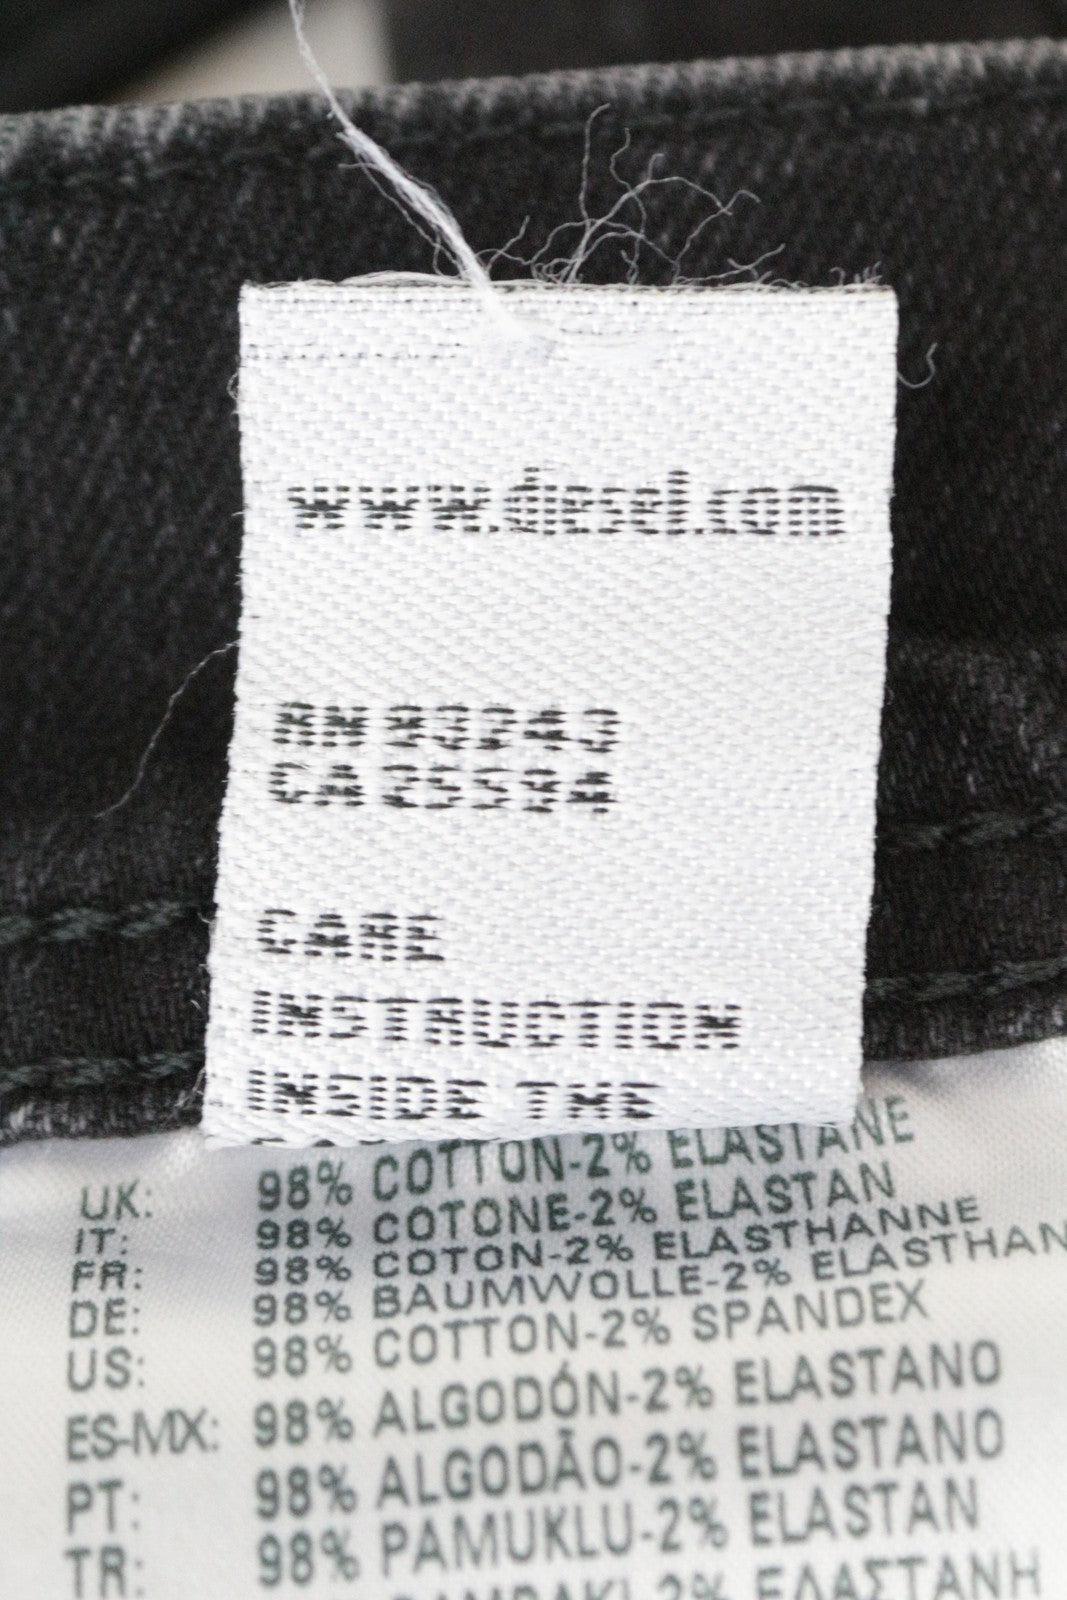 www.diesel.com
RN 93243
CA 25594
CARE
INSTRUCTION
INSIDE THE
UK: 98% COTTON-2% ELASTANE
IT: 98% COTONE-2% ELASTAN
FR: 98% COTON-2% ELASTHANNE
DE: 98% BAUMWOLLE-2% ELASTHAN
US: 98% COTTON-2% SPANDEX
ES-MX: 98% ALGODÓN-2% ELASTANO
PT: 98% ALGODÃO-2% ELASTANO
TR: 98% PAMUKLU-2% ELASTAN
2% ΕΛΑΣΤΑΝΗ